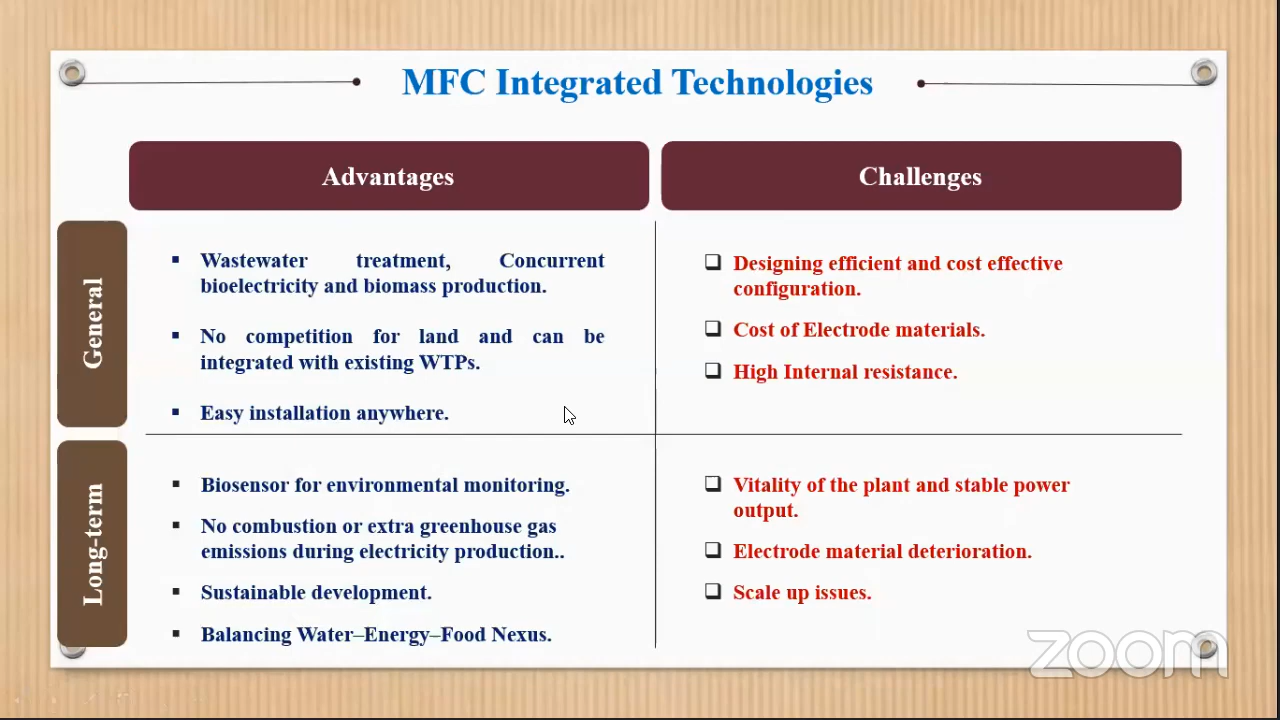 MFC Integrated Technologies
Advantages
Challenges
General
Wastewater treatment, Concurrent
bioelectricity and biomass production.
No competition for land and can be
integrated with existing WTPs.
Easy installation anywhere.
Designing efficient and cost effective
configuration.
Cost of Electrode materials.
High Internal resistance.
Long-term
Biosensor for environmental monitoring.
No combustion or extra greenhouse gas
emissions during electricity production..
Sustainable development.
Balancing Water–Energy–Food Nexus.
Vitality of the plant and stable power
output.
Electrode material deterioration.
Scale up issues.
zoom